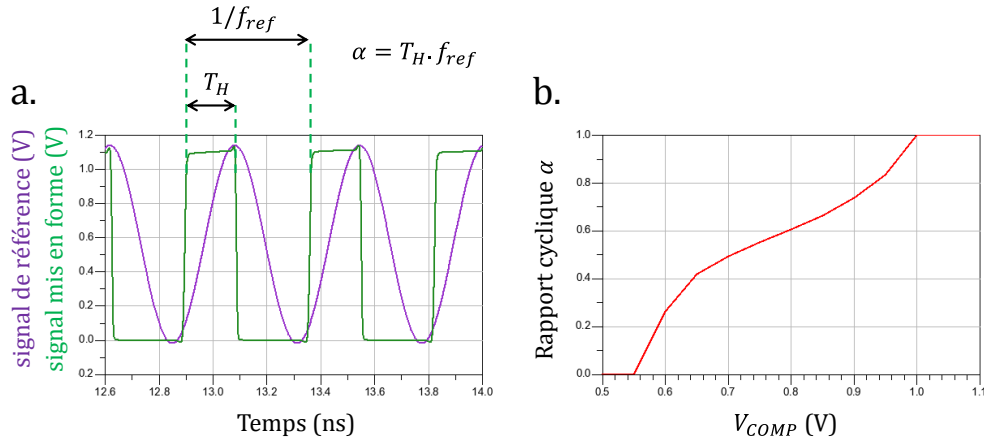 1/f_ref
α = T_H. f_ref
a.
T_H
b.
signal de référence (V)
signal mis en forme (V)
1.2
1.0
0.8
0.6
0.4
0.2
0.0
12.6 12.8 13.0 13.2 13.4 13.6 13.8 14.0
Temps (ns)
Rapport cyclique α
1.0
0.8
0.6
0.4
0.2
0.0
0.5 0.6 0.7 0.8 0.9 1.0 1.1
V_COMP (V)